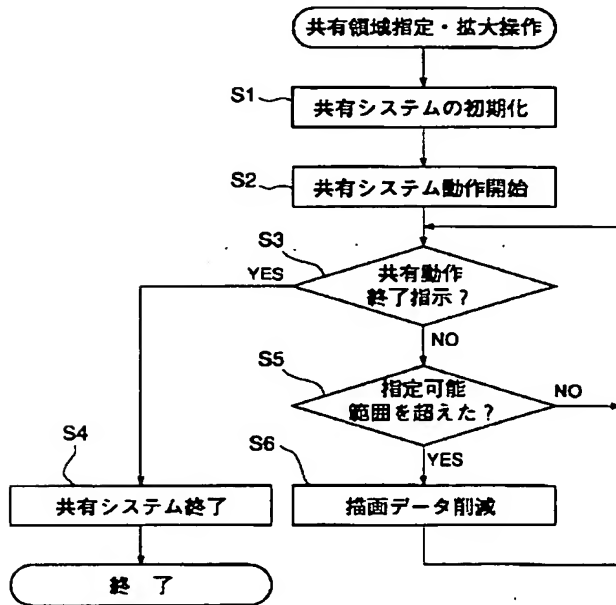 共有領域指定・拡大操作
S1
共有システムの初期化
S2
共有システム動作開始
S3
YES
共有動作
終了指示？
NO
S5
指定可能
範囲を超えた？
NO
YES
S4
共有システム終了
S6
描画データ削減
終 了